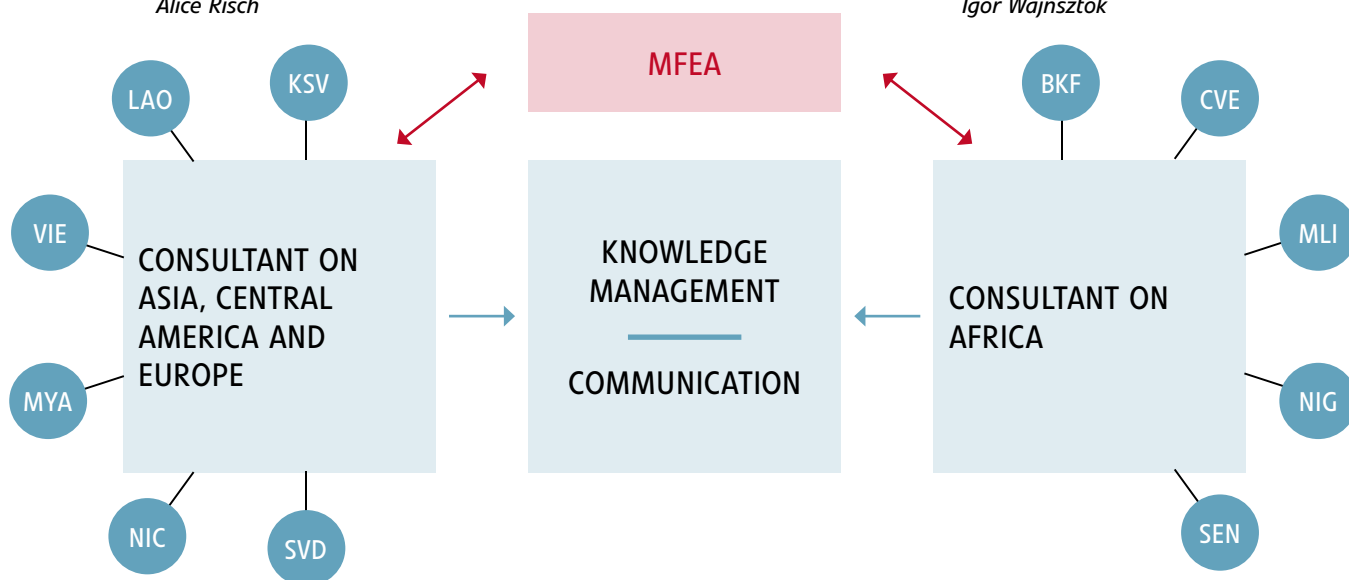 Alice Risch
Igor Wajnsztok
MFEA
LAO
KSV
VIE
MYA
NIC
SVD
CONSULTANT ON
ASIA, CENTRAL
AMERICA AND
EUROPE
KNOWLEDGE
MANAGEMENT
COMMUNICATION
CONSULTANT ON
AFRICA
BKF
CVE
MLI
NIG
SEN